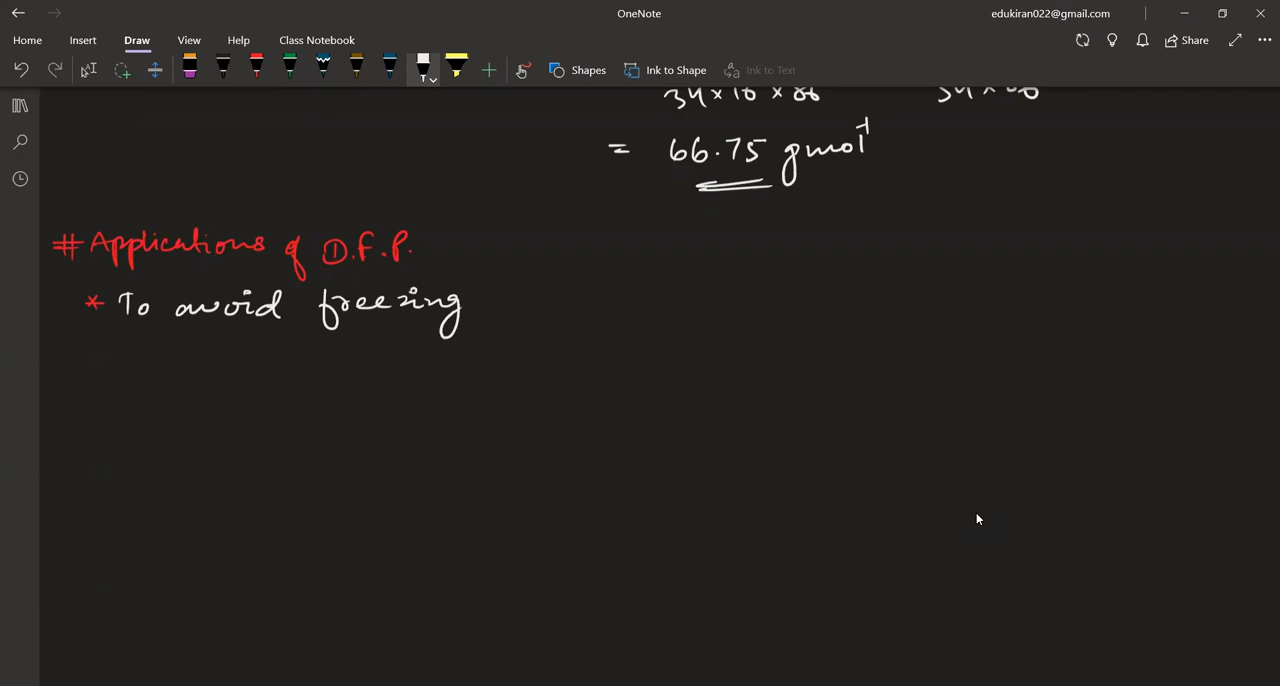 OneNote
edukiran022@gmail.com
Home Insert Draw View Help Class Notebook
Share
Shapes Ink to Shape Ink to Text
= 66.75 gmol⁻¹
# Applications of D.F.P.
* To avoid freezing